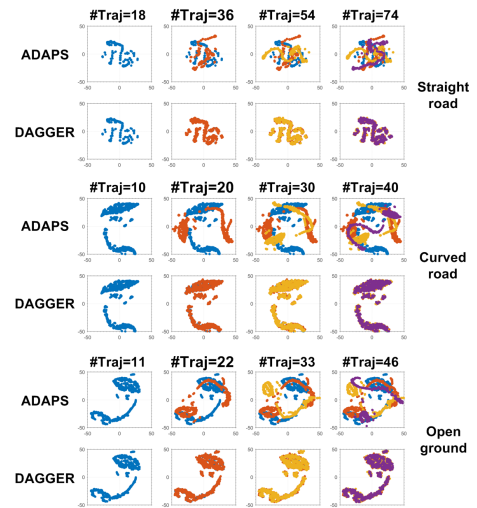 #Traj=18 #Traj=36 #Traj=54 #Traj=74
ADAPS
Straight
road
DAGGER
#Traj=10 #Traj=20 #Traj=30 #Traj=40
ADAPS
Curved
road
DAGGER
#Traj=11 #Traj=22 #Traj=33 #Traj=46
ADAPS
Open
ground
DAGGER